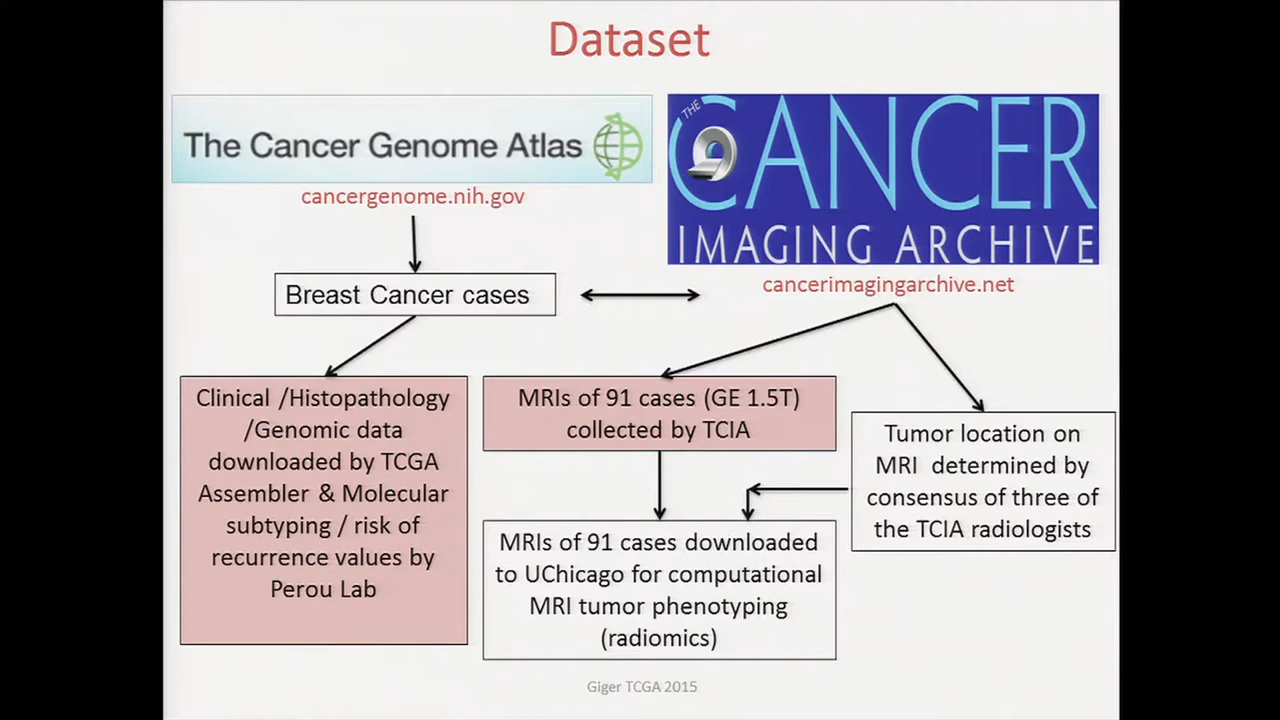 Dataset
The Cancer Genome Atlas
cancergenome.nih.gov
THE
CANCER
IMAGING ARCHIVE
cancerimagingarchive.net
Breast Cancer cases
Clinical /Histopathology
/Genomic data
downloaded by TCGA
Assembler & Molecular
subtyping / risk of
recurrence values by
Perou Lab
MRIs of 91 cases (GE 1.5T)
collected by TCIA
Tumor location on
MRI determined by
consensus of three of
the TCIA radiologists
MRIs of 91 cases downloaded
to UChicago for computational
MRI tumor phenotyping
(radiomics)
Giger TCGA 2015